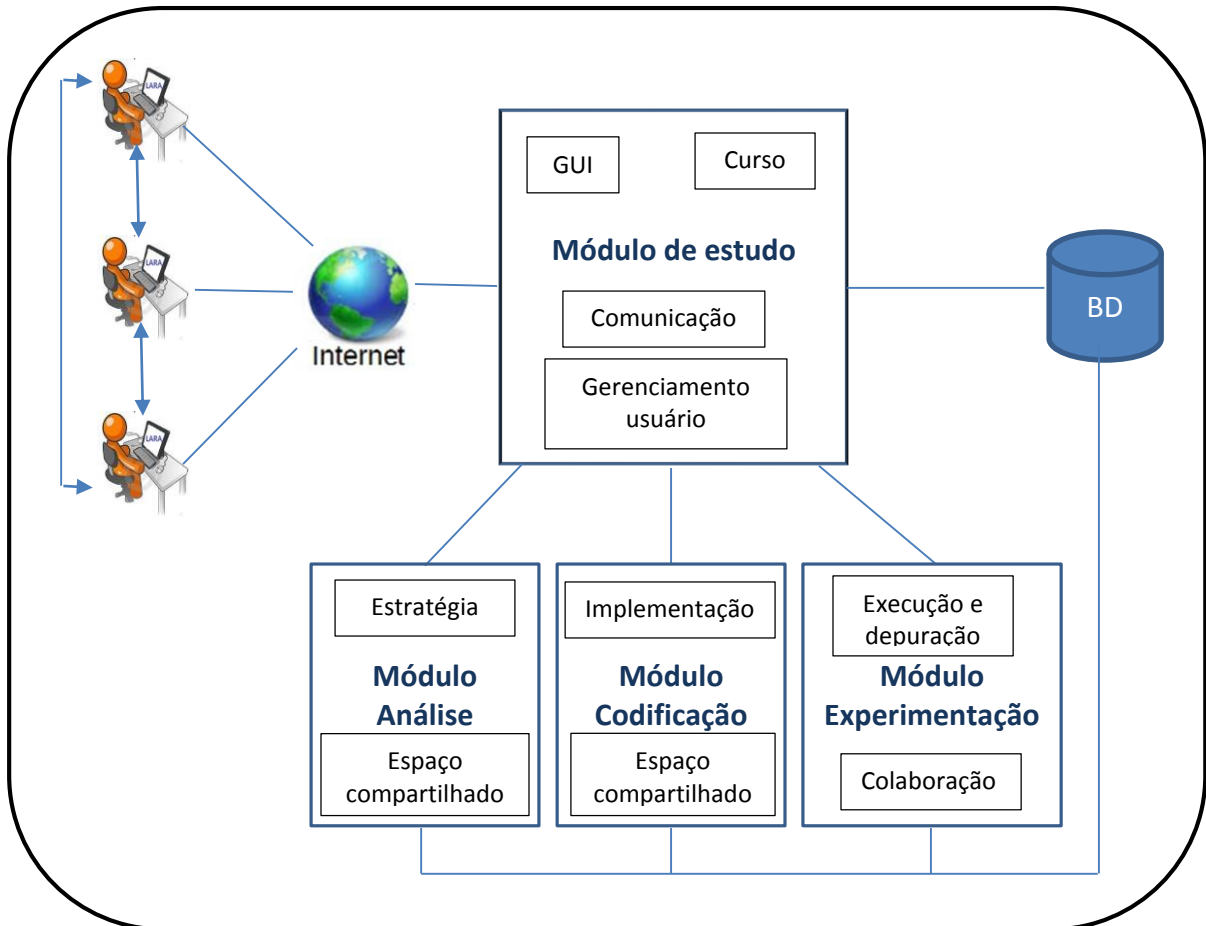 LARA
LARA
LARA
Internet
GUI
Curso
Módulo de estudo
Comunicação
Gerenciamento
usuário
BD
Estratégia
Módulo
Análise
Espaço
compartilhado
Implementação
Módulo
Codificação
Espaço
compartilhado
Execução e
depuração
Módulo
Experimentação
Colaboração